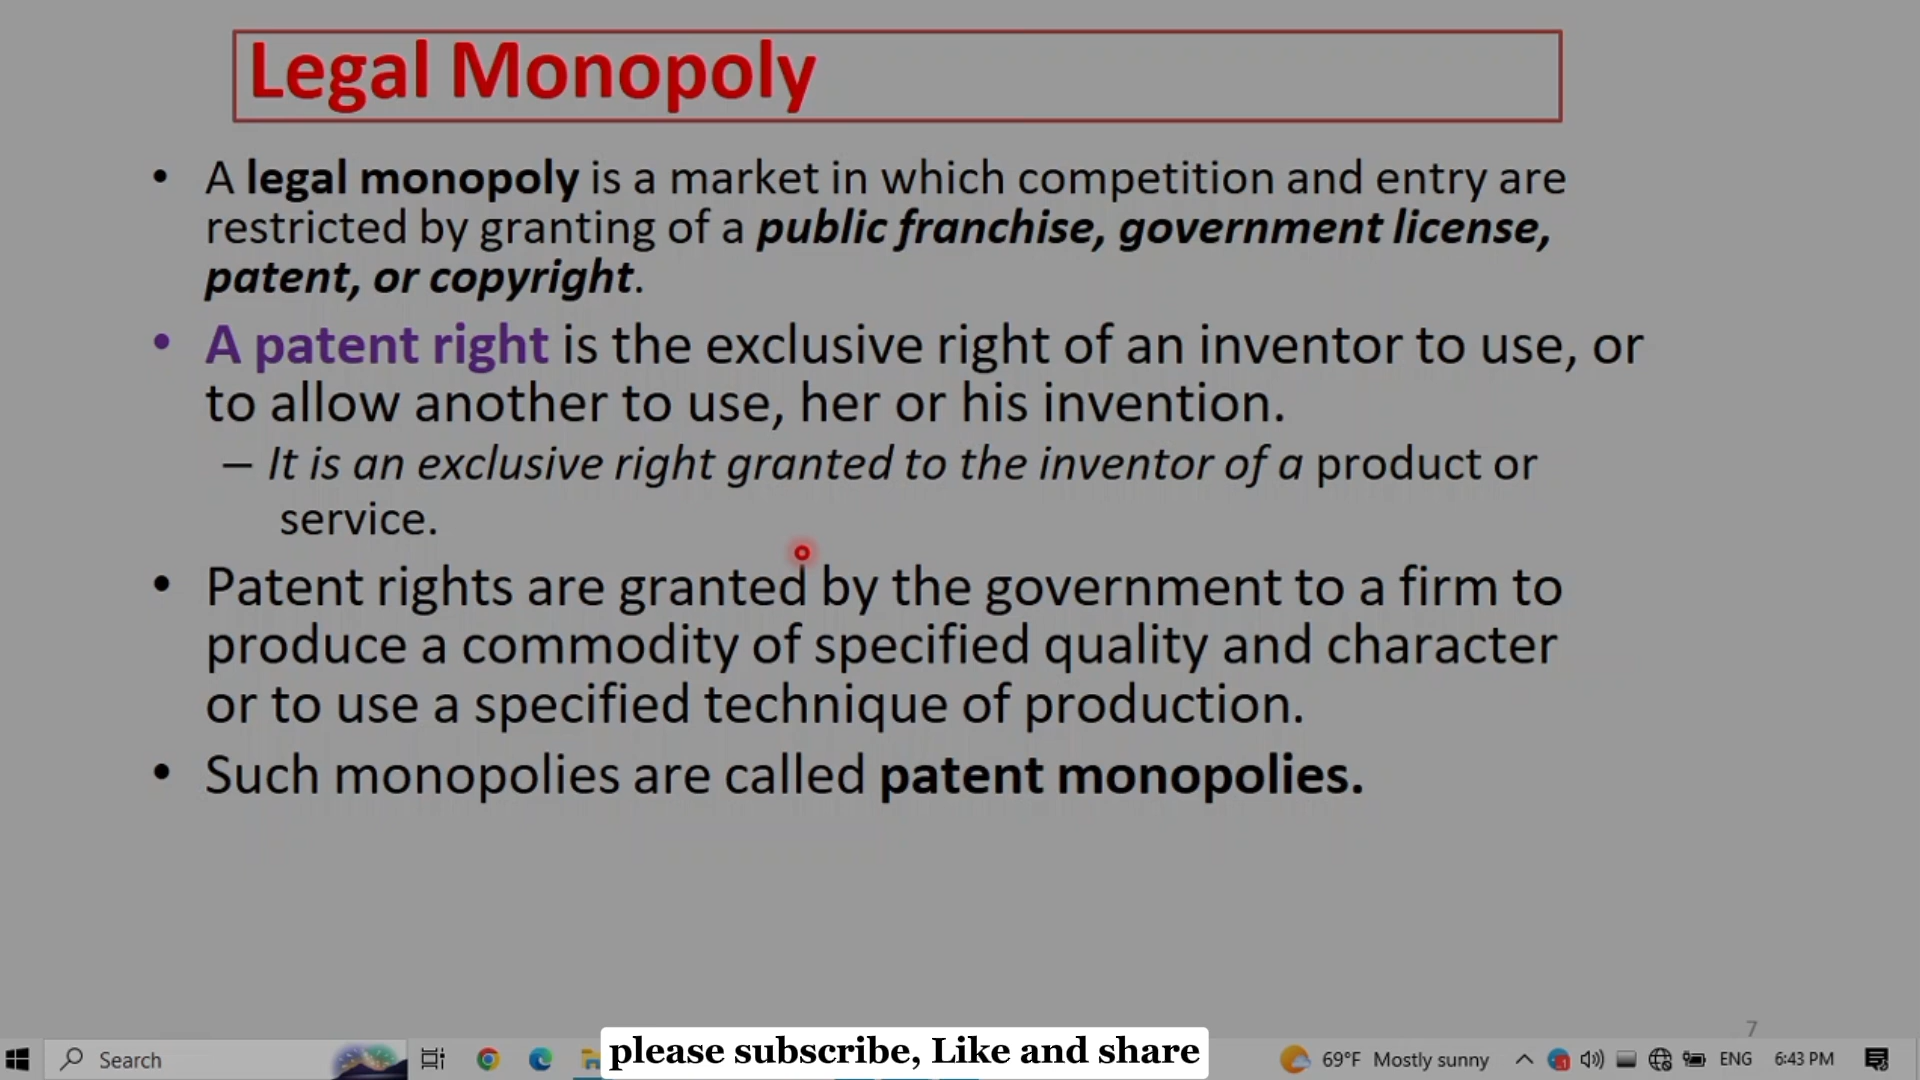 Legal Monopoly
• A legal monopoly is a market in which competition and entry are
restricted by granting of a public franchise, government license,
patent, or copyright.
• A patent right is the exclusive right of an inventor to use, or
to allow another to use, her or his invention.
– It is an exclusive right granted to the inventor of a product or
service.
• Patent rights are granted by the government to a firm to
produce a commodity of specified quality and character
or to use a specified technique of production.
• Such monopolies are called patent monopolies.
7
Search
please subscribe, Like and share
69°F Mostly sunny
ENG
6:43 PM